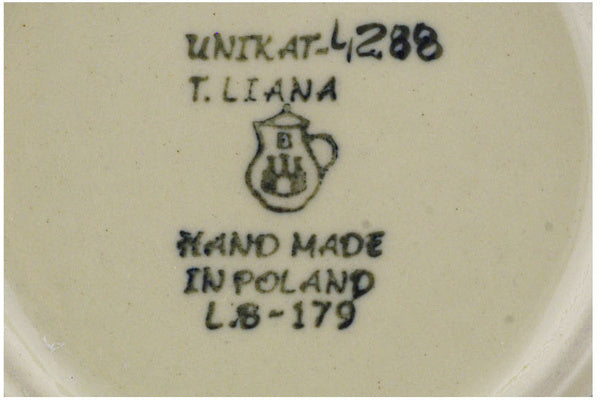 UNIKAT-4288
T. LIANA
B
HAND MADE
IN POLAND
L.B-179